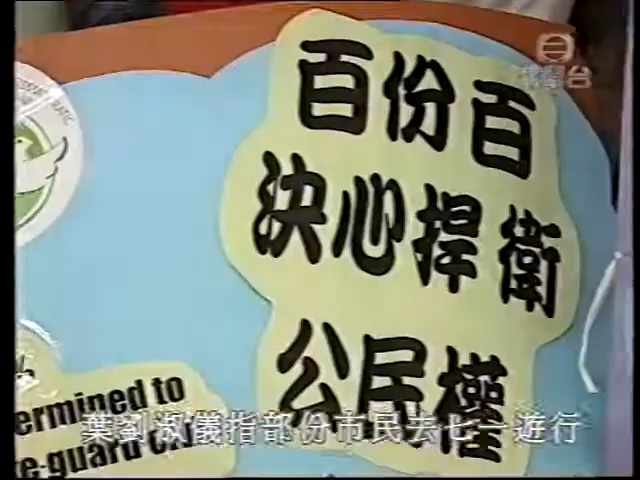 百份百
決心捍衛
公民權
ermined to
e-guard
葉劉淑儀指部份市民去七一遊行